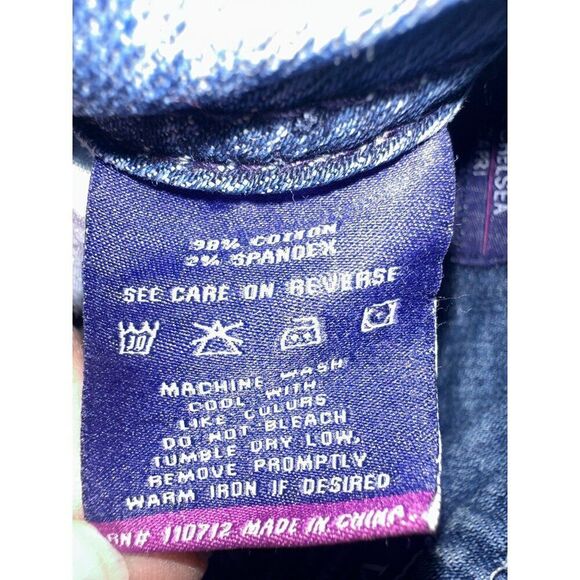 98% COTTON
2% SPANDEX
SEE CARE ON REVERSE
30
MACHINE WASH
COOL WITH
LIKE COLORS
DO NOT BLEACH
TUMBLE DRY LOW.
REMOVE PROMPTLY
WARM IRON IF DESIRED
RN# 110712 MADE IN CHINA.